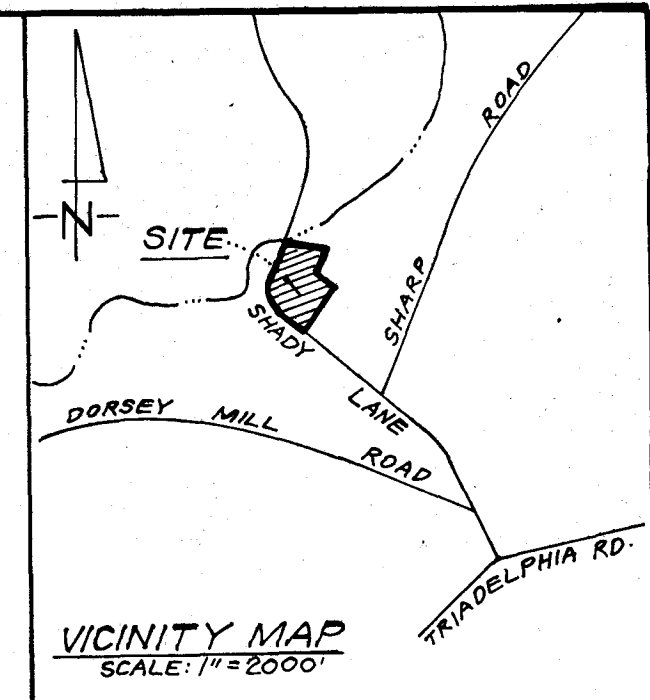 ROAD
-N-
SITE
SHARP
SHADY
LANE
DORSEY MILL ROAD
TRIADELPHIA RD.
VICINITY MAP
SCALE: 1" = 2000'